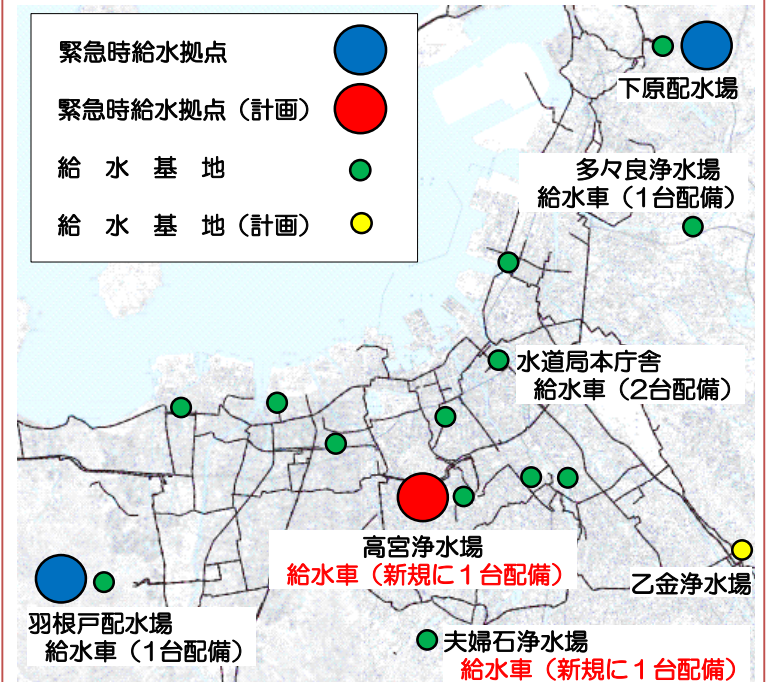 緊急時給水拠点
緊急時給水拠点（計画）
給 水 基 地
給 水 基 地（計画）
下原配水場
多々良浄水場
給水車（1台配備）
水道局本庁舎
給水車（2台配備）
高宮浄水場
給水車（新規に１台配備）
乙金浄水場
羽根戸配水場
給水車（1台配備）
夫婦石浄水場
給水車（新規に１台配備）